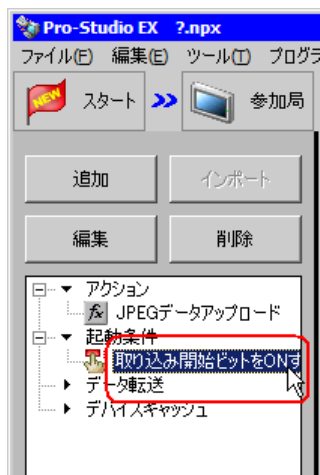 Pro-Studio EX ?.npx
ファイル(F) 編集(E) ツール(T) プログラ
NEW スタート 参加局
追加 インポート
編集 削除
アクション
fx JPEGデータアップロード
起動条件
取り込み開始ビットをONす
データ転送
デバイスキャッシュ